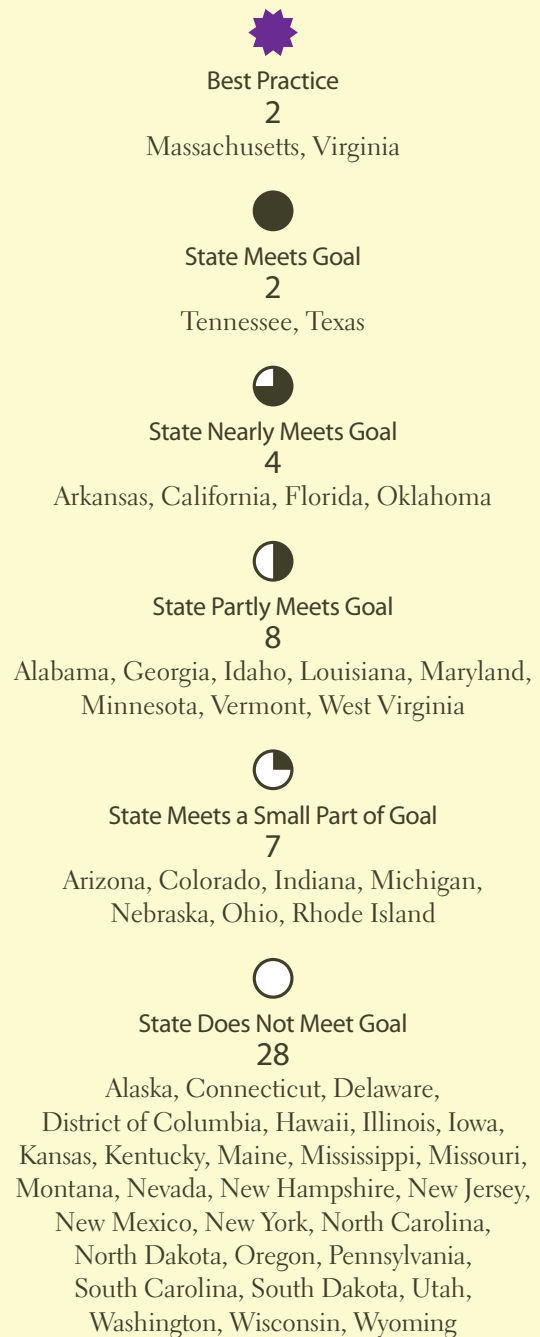 Best Practice
2
Massachusetts, Virginia
State Meets Goal
2
Tennessee, Texas
State Nearly Meets Goal
4
Arkansas, California, Florida, Oklahoma
State Partly Meets Goal
8
Alabama, Georgia, Idaho, Louisiana, Maryland,
Minnesota, Vermont, West Virginia
State Meets a Small Part of Goal
7
Arizona, Colorado, Indiana, Michigan,
Nebraska, Ohio, Rhode Island
State Does Not Meet Goal
28
Alaska, Connecticut, Delaware,
District of Columbia, Hawaii, Illinois, Iowa,
Kansas, Kentucky, Maine, Mississippi, Missouri,
Montana, Nevada, New Hampshire, New Jersey,
New Mexico, New York, North Carolina,
North Dakota, Oregon, Pennsylvania,
South Carolina, South Dakota, Utah,
Washington, Wisconsin, Wyoming